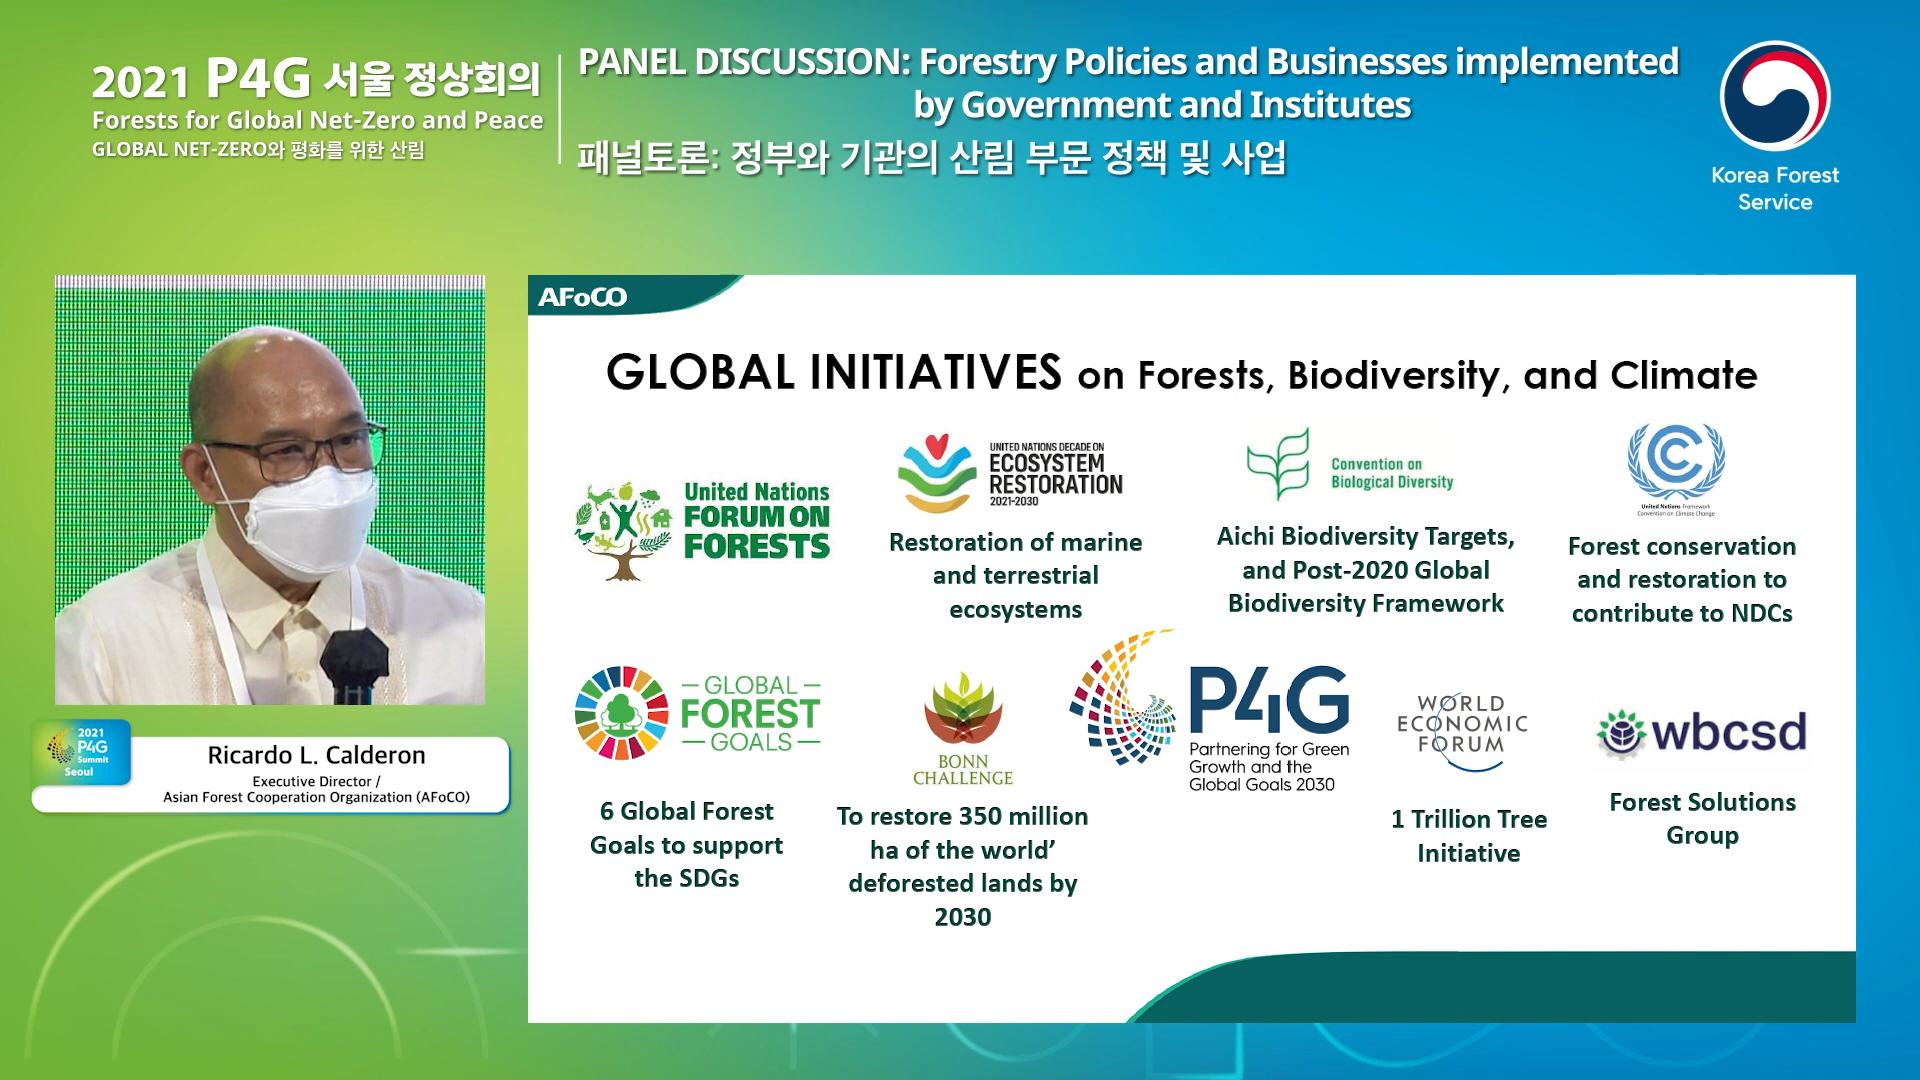 2021 P4G 서울 정상회의
Forests for Global Net-Zero and Peace
GLOBAL NET-ZERO와 평화를 위한 산림
PANEL DISCUSSION: Forestry Policies and Businesses implemented
by Government and Institutes
패널토론: 정부와 기관의 산림 부문 정책 및 사업
Korea Forest
Service
AFoCO
GLOBAL INITIATIVES on Forests, Biodiversity, and Climate
United Nations
FORUM ON
FORESTS
UNITED NATIONS DECADE ON
ECOSYSTEM
RESTORATION
2021-2030
Restoration of marine
and terrestrial
ecosystems
Convention on
Biological Diversity
Aichi Biodiversity Targets,
and Post-2020 Global
Biodiversity Framework
United Nations Framework
Convention on Climate Change
Forest conservation
and restoration to
contribute to NDCs
GLOBAL
FOREST
GOALS
6 Global Forest
Goals to support
the SDGs
BONN
CHALLENGE
To restore 350 million
ha of the world’
deforested lands by
2030
P4G
Partnering for Green
Growth and the
Global Goals 2030
WORLD
ECONOMIC
FORUM
1 Trillion Tree
Initiative
wbcsd
Forest Solutions
Group
2021
P4G
Summit
Seoul
Ricardo L. Calderon
Executive Director /
Asian Forest Cooperation Organization (AFoCO)